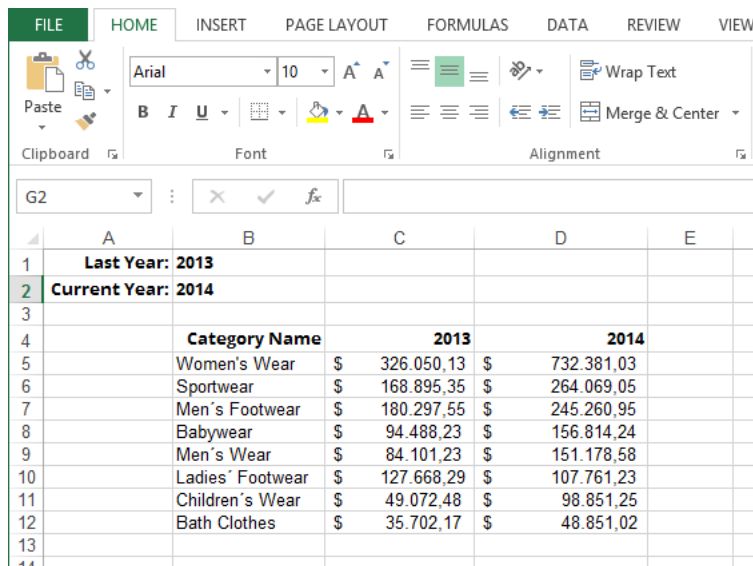 FILE HOME INSERT PAGE LAYOUT FORMULAS DATA REVIEW VIEW
Arial 10 A A Wrap Text
Paste B I U A Merge & Center
Clipboard Font Alignment
G2 fx
A B C D E
1 Last Year: 2013
2 Current Year: 2014
3
4 Category Name 2013 2014
5 Women's Wear $ 326.050,13 $ 732.381,03
6 Sportwear $ 168.895,35 $ 264.069,05
7 Men´s Footwear $ 180.297,55 $ 245.260,95
8 Babywear $ 94.488,23 $ 156.814,24
9 Men´s Wear $ 84.101,23 $ 151.178,58
10 Ladies´ Footwear $ 127.668,29 $ 107.761,23
11 Children´s Wear $ 49.072,48 $ 98.851,25
12 Bath Clothes $ 35.702,17 $ 48.851,02
13